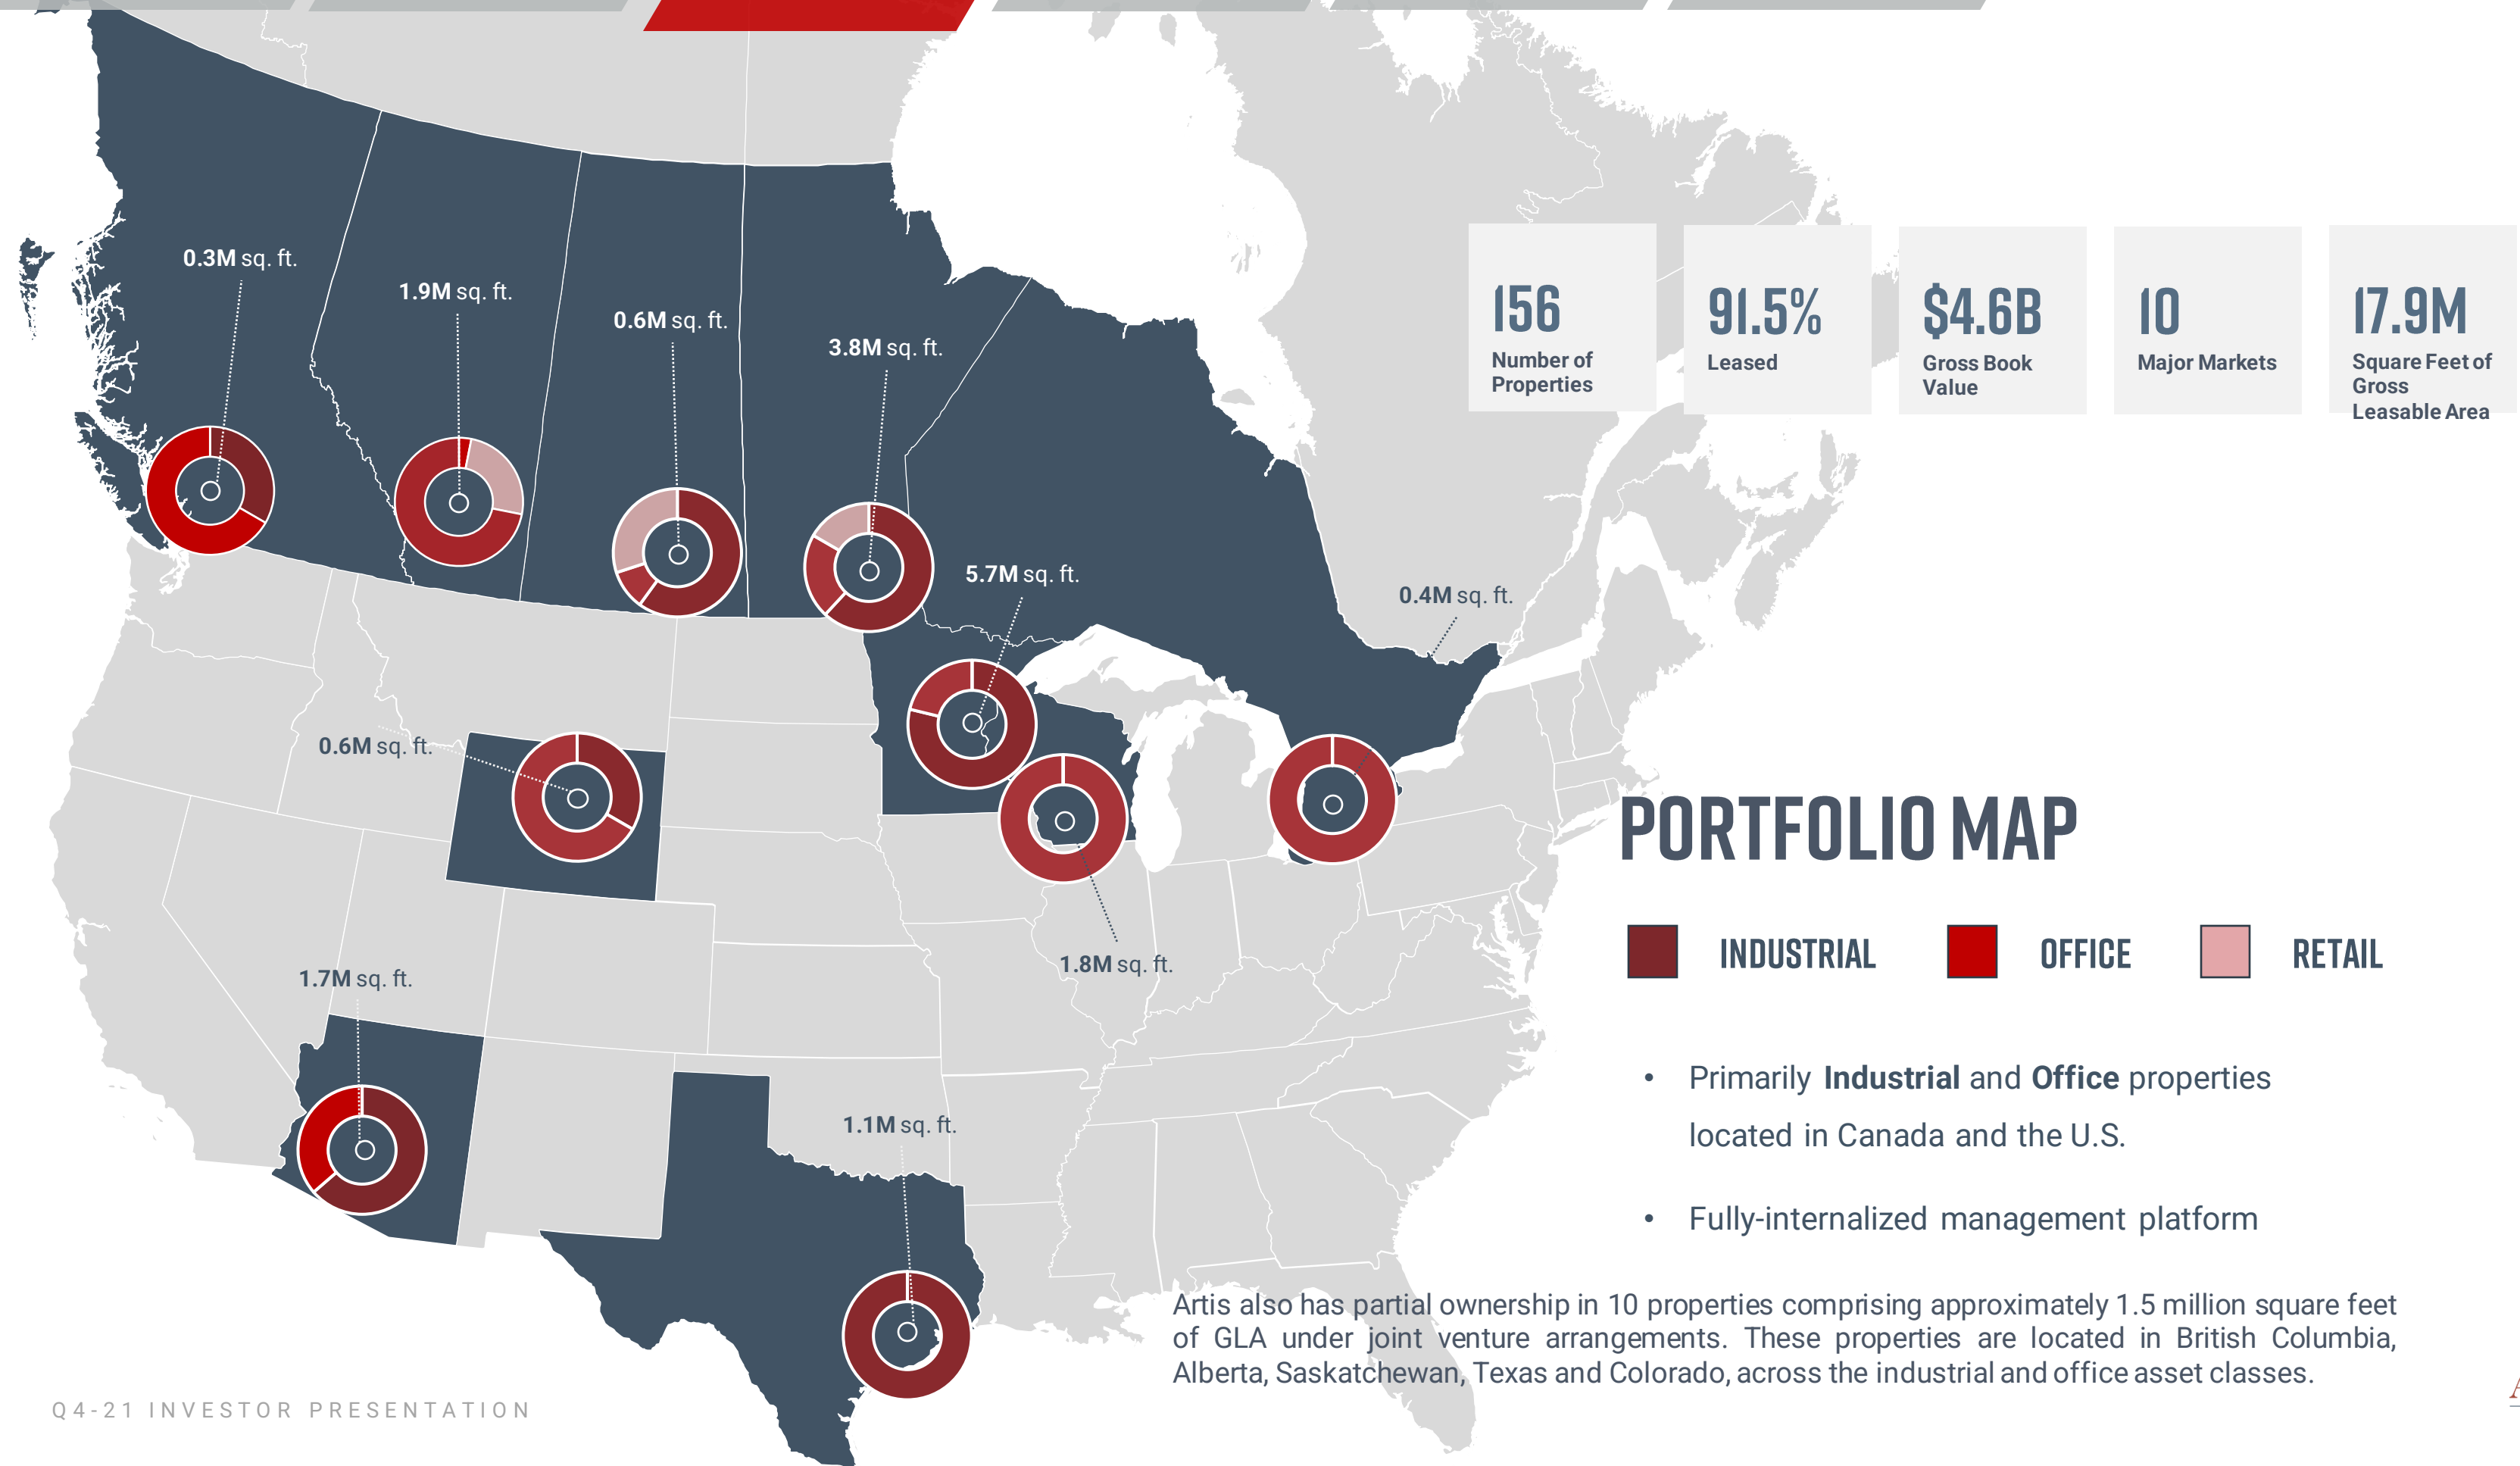 0.3M sq. ft.
1.9M sq. ft.
0.6M sq. ft.
3.8M sq. ft.
5.7M sq. ft.
0.4M sq. ft.
0.6M sq. ft.
1.8M sq. ft.
1.7M sq. ft.
1.1M sq. ft.
156
Number of
Properties
91.5%
Leased
$4.6B
Gross Book
Value
10
Major Markets
17.9M
Square Feet of
Gross
Leasable Area
PORTFOLIO MAP
INDUSTRIAL OFFICE RETAIL
• Primarily Industrial and Office properties
located in Canada and the U.S.
• Fully-internalized management platform
Artis also has partial ownership in 10 properties comprising approximately 1.5 million square feet
of GLA under joint venture arrangements. These properties are located in British Columbia,
Alberta, Saskatchewan, Texas and Colorado, across the industrial and office asset classes.
Q4-21 INVESTOR PRESENTATION